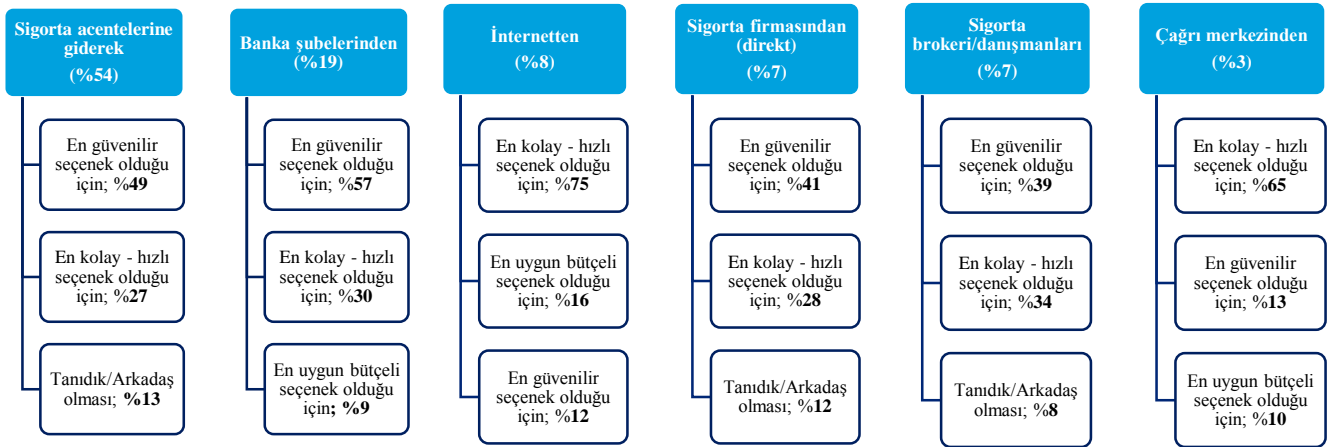 Sigorta acentelerine
giderek
(%54)
En güvenilir
seçenek olduğu
için; %49
En kolay - hızlı
seçenek olduğu
için; %27
Tanıdık/Arkadaş
olması; %13
Banka şubelerinden
(%19)
En güvenilir
seçenek olduğu
için; %57
En kolay - hızlı
seçenek olduğu
için; %30
En uygun bütçeli
seçenek olduğu
için; %9
İnternetten
(%8)
En kolay - hızlı
seçenek olduğu
için; %75
En uygun bütçeli
seçenek olduğu
için; %16
En güvenilir
seçenek olduğu
için; %12
Sigorta firmasından
(direkt)
(%7)
En güvenilir
seçenek olduğu
için; %41
En kolay - hızlı
seçenek olduğu
için; %28
Tanıdık/Arkadaş
olması; %12
Sigorta
brokeri/danışmanları
(%7)
En güvenilir
seçenek olduğu
için; %39
En kolay - hızlı
seçenek olduğu
için; %34
Tanıdık/Arkadaş
olması; %8
Çağrı merkezinden
(%3)
En kolay - hızlı
seçenek olduğu
için; %65
En güvenilir
seçenek olduğu
için; %13
En uygun bütçeli
seçenek olduğu
için; %10